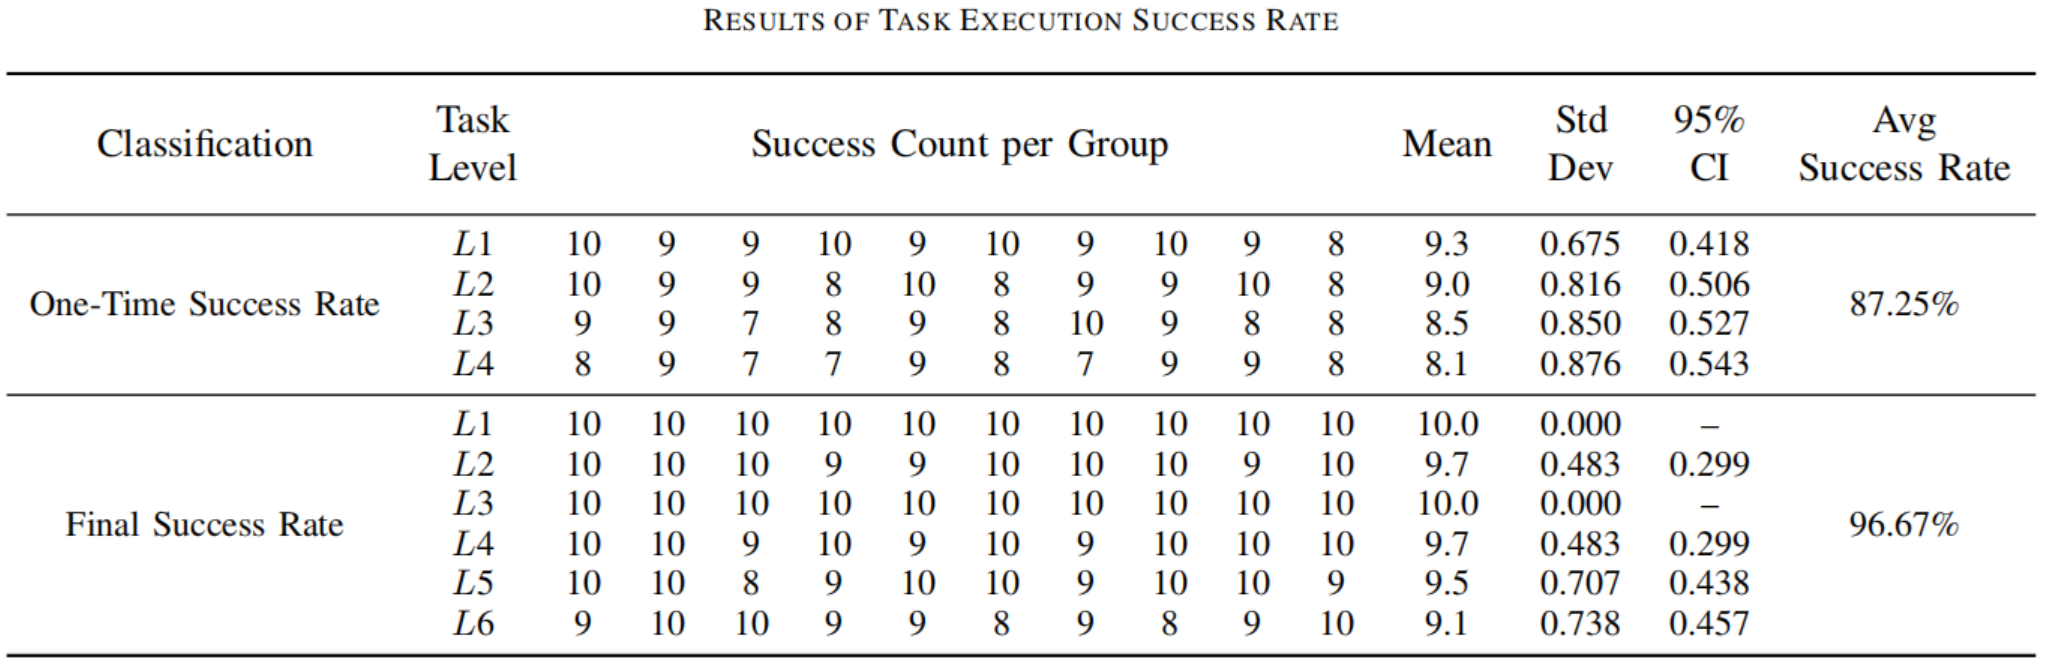 RESULTS OF TASK EXECUTION SUCCESS RATE
Classification Task Level Success Count per Group Mean Std Dev 95% CI Avg Success Rate
One-Time Success Rate L1 10 9 9 10 9 10 9 10 9 8 9.3 0.675 0.418 87.25%
L2 10 9 9 8 10 8 9 9 10 8 9.0 0.816 0.506
L3 9 9 7 8 9 8 10 9 8 8 8.5 0.850 0.527
L4 8 9 7 7 9 8 7 9 9 8 8.1 0.876 0.543
Final Success Rate L1 10 10 10 10 10 10 10 10 10 10 10.0 0.000 – 96.67%
L2 10 10 10 9 9 10 10 10 9 10 9.7 0.483 0.299
L3 10 10 10 10 10 10 10 10 10 10 10.0 0.000 –
L4 10 10 9 10 9 10 9 10 10 10 9.7 0.483 0.299
L5 10 10 8 9 10 10 9 10 10 9 9.5 0.707 0.438
L6 9 10 10 9 9 8 9 8 9 10 9.1 0.738 0.457